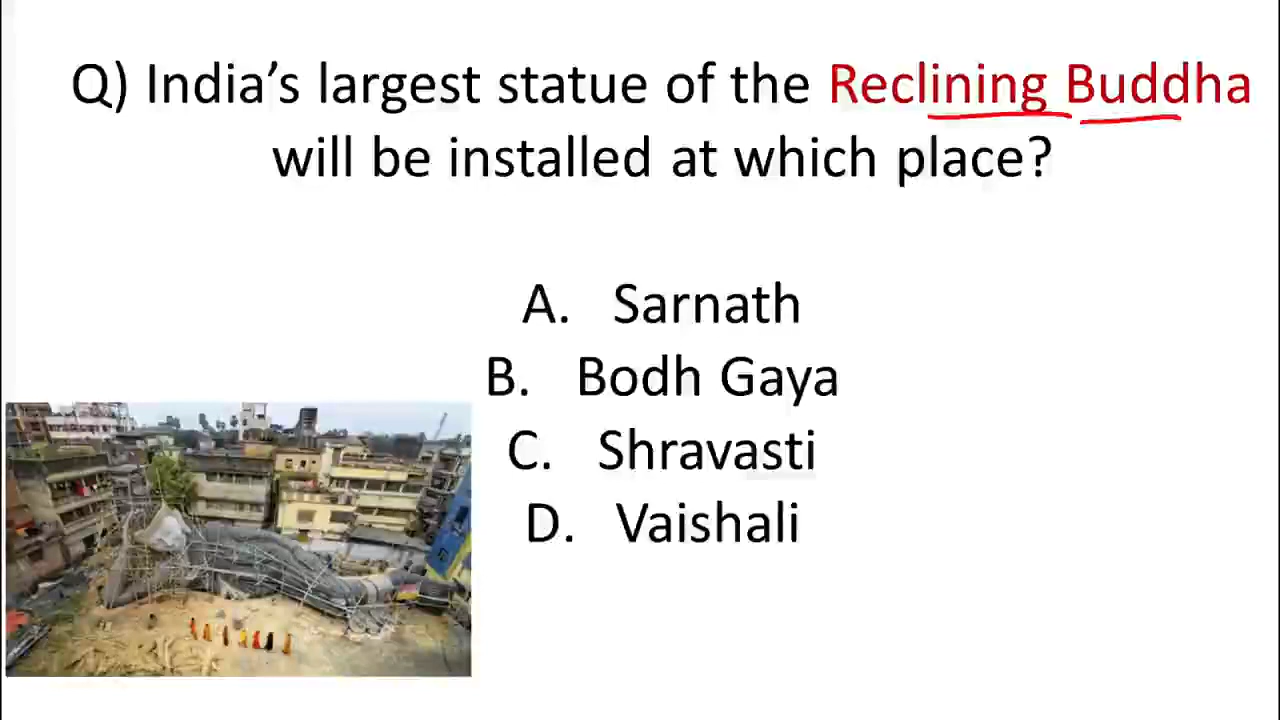 Q) India’s largest statue of the Reclining Buddha
will be installed at which place?
A. Sarnath
B. Bodh Gaya
C. Shravasti
D. Vaishali